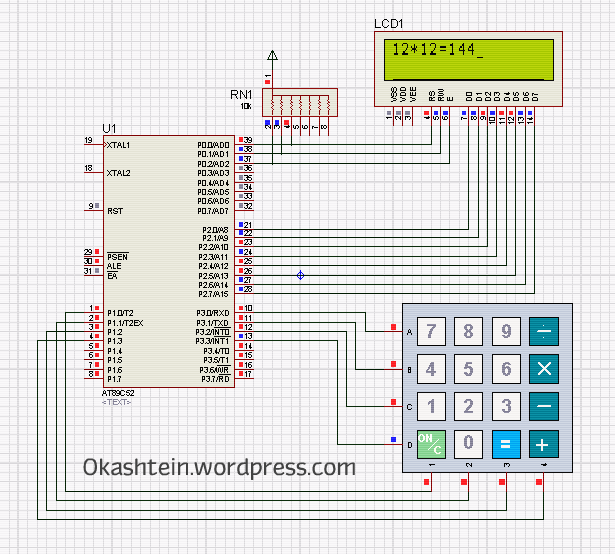 LCD1
12*12=144_
VSS VDD VEE RS RW E D0 D1 D2 D3 D4 D5 D6 D7
1 2 3 4 5 6 7 8 9 10 11 12 13 14
RN1
10k
1
2 3 4 5 6 7 8
U1
19 XTAL1 P0.0/AD0 39
P0.1/AD1 38
P0.2/AD2 37
18 XTAL2 P0.3/AD3 36
P0.4/AD4 35
P0.5/AD5 34
P0.6/AD6 33
9 RST P0.7/AD7 32
P2.0/A8 21
P2.1/A9 22
P2.2/A10 23
29 PSEN P2.3/A11 24
30 ALE P2.4/A12 25
31 EA P2.5/A13 26
P2.6/A14 27
P2.7/A15 28
1 P1.0/T2 P3.0/RXD 10
2 P1.1/T2EX P3.1/TXD 11
3 P1.2 P3.2/INT0 12
4 P1.3 P3.3/INT1 13
5 P1.4 P3.4/T0 14
6 P1.5 P3.5/T1 15
7 P1.6 P3.6/WR 16
8 P1.7 P3.7/RD 17
AT89C52
<TEXT>
A 7 8 9 ÷
B 4 5 6 ×
C 1 2 3 −
D ON/C 0 = +
1 2 3 4
Okashtein.wordpress.com